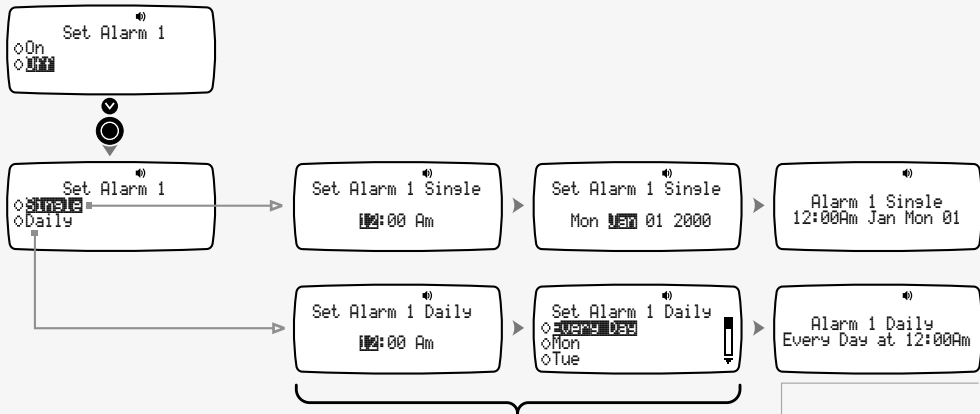 Set Alarm 1
◇On
◇Off
Set Alarm 1
◇Single
◇Daily
Set Alarm 1 Single
12:00 Am
Set Alarm 1 Single
Mon Jan 01 2000
Alarm 1 Single
12:00Am Jan Mon 01
Set Alarm 1 Daily
12:00 Am
Set Alarm 1 Daily
◇Every Day
◇Mon
◇Tue
Alarm 1 Daily
Every Day at 12:00Am